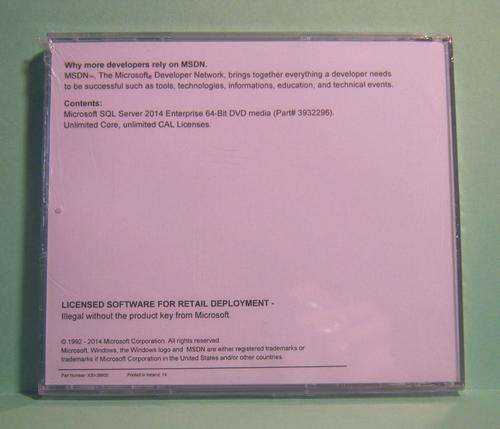 Why more developers rely on MSDN.
MSDN™. The Microsoft® Developer Network, brings together everything a developer needs
to be successful such as tools, technologies, informations, education, and technical events.
Contents:
Microsoft SQL Server 2014 Enterprise 64-Bit DVD media (Part# 3932296).
Unlimited Core, unlimited CAL Licenses.
LICENSED SOFTWARE FOR RETAIL DEPLOYMENT -
Illegal without the product key from Microsoft
© 1992 - 2014 Microsoft Corporation. All rights reserved
Microsoft, Windows, the Windows logo and MSDN are either registered trademarks or
trademarks if Microsoft Corporation in the United States and/or other countries.
Part Number: Printed in Ireland.